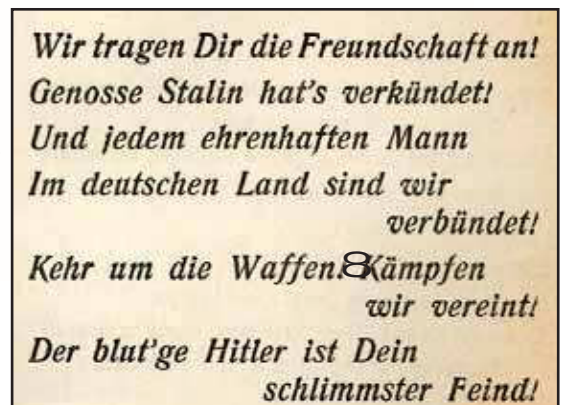 Wir tragen Dir die Freundschaft an!
Genosse Stalin hat's verkündet!
Und jedem ehrenhaften Mann
Im deutschen Land sind wir
verbündet!
Kehr um die Waffen. 8 Kämpfen
wir vereint!
Der blut'ge Hitler ist Dein
schlimmster Feind!